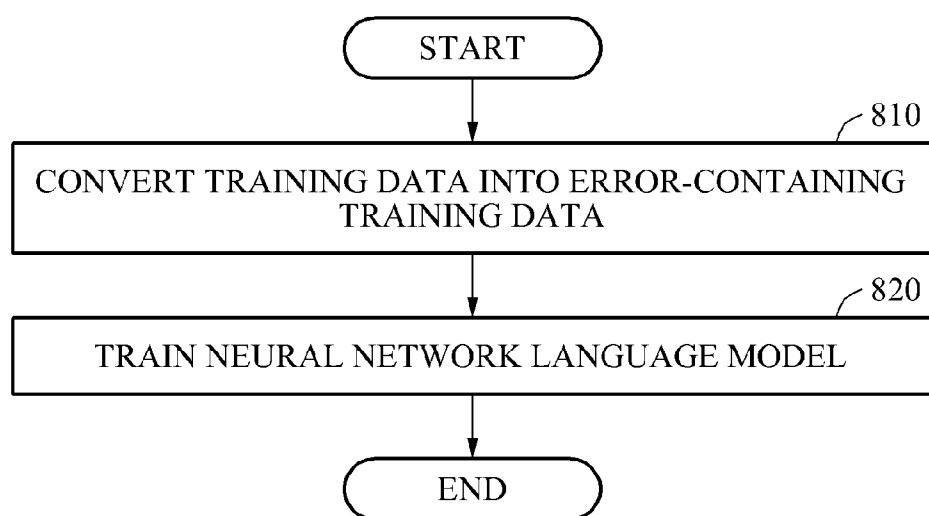 START
810
CONVERT TRAINING DATA INTO ERROR-CONTAINING
TRAINING DATA
820
TRAIN NEURAL NETWORK LANGUAGE MODEL
END